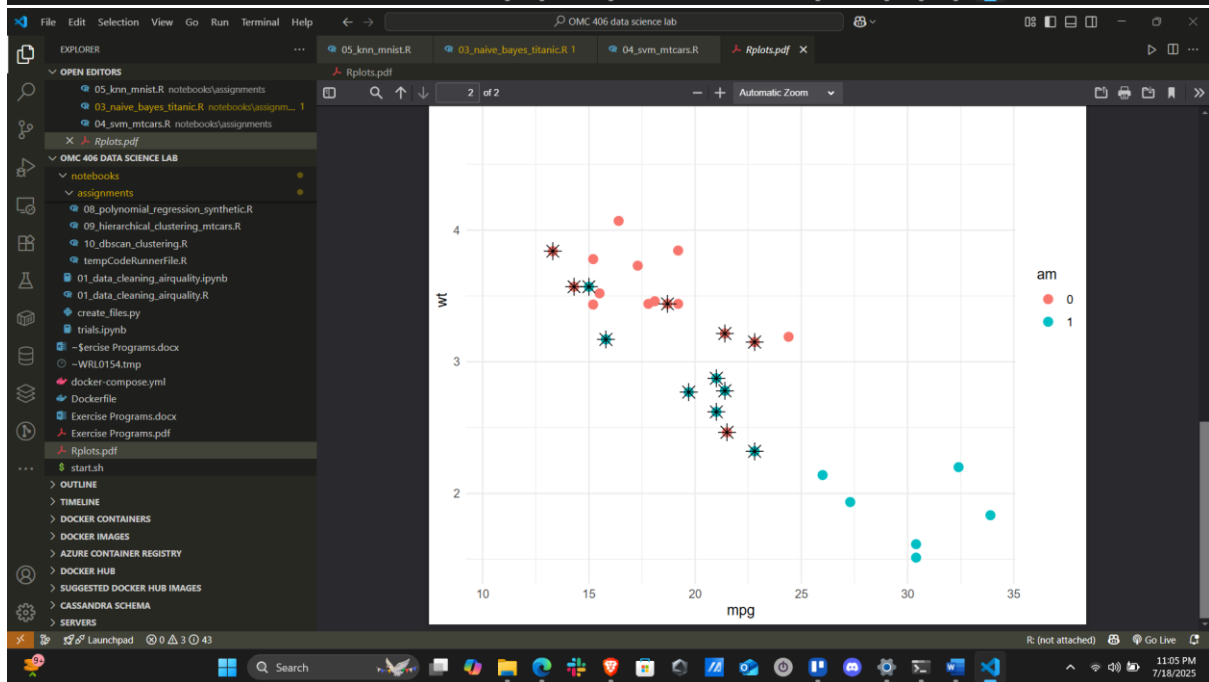 File Edit Selection View Go Run Terminal Help
OMC 406 data science lab
EXPLORER
05_knn_mnist.R
03_naive_bayes_titanic.R 1
04_svm_mtcars.R
Rplots.pdf
OPEN EDITORS
05_knn_mnist.R notebooks\assignments
03_naive_bayes_titanic.R notebooks\assignm... 1
04_svm_mtcars.R notebooks\assignments
Rplots.pdf
OMC 406 DATA SCIENCE LAB
notebooks
assignments
08_polynomial_regression_synthetic.R
09_hierarchical_clustering_mtcars.R
10_dbscan_clustering.R
tempCodeRunnerFile.R
01_data_cleaning_airquality.ipynb
01_data_cleaning_airquality.R
create_files.py
trials.ipynb
~$ercise Programs.docx
~WRL0154.tmp
docker-compose.yml
Dockerfile
Exercise Programs.docx
Exercise Programs.pdf
Rplots.pdf
start.sh
OUTLINE
TIMELINE
DOCKER CONTAINERS
DOCKER IMAGES
AZURE CONTAINER REGISTRY
DOCKER HUB
SUGGESTED DOCKER HUB IMAGES
CASSANDRA SCHEMA
SERVERS
Rplots.pdf
2 of 2
Automatic Zoom
4
3
2
wt
10 15 20 25 30 35
mpg
am
0
1
Launchpad 0 3 43
R: (not attached)
Go Live
9+
Search
11:05 PM
7/18/2025